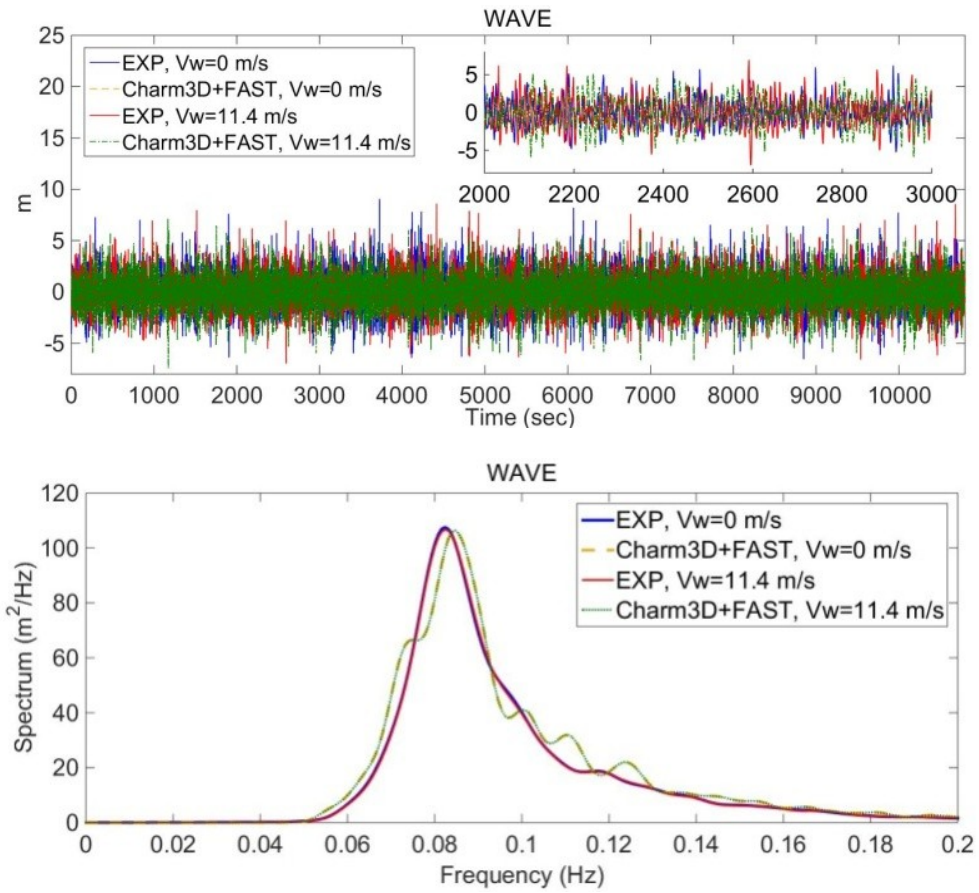 WAVE
25
20
15
10
5
0
-5
m
EXP, Vw=0 m/s
Charm3D+FAST, Vw=0 m/s
EXP, Vw=11.4 m/s
Charm3D+FAST, Vw=11.4 m/s
5
0
-5
2000 2200 2400 2600 2800 3000
0 1000 2000 3000 4000 5000 6000 7000 8000 9000 10000
Time (sec)
WAVE
120
100
80
60
40
20
0
Spectrum (m²/Hz)
EXP, Vw=0 m/s
Charm3D+FAST, Vw=0 m/s
EXP, Vw=11.4 m/s
Charm3D+FAST, Vw=11.4 m/s
0 0.02 0.04 0.06 0.08 0.1 0.12 0.14 0.16 0.18 0.2
Frequency (Hz)